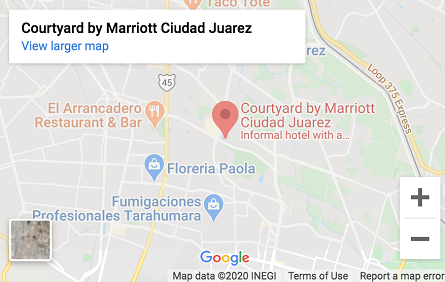 Taco Tote
Courtyard by Marriott Ciudad Juarez
View larger map
rez
Loop 375 Express
45
El Arrancadero
Restaurant & Bar
Courtyard by Marriott
Ciudad Juarez
Informal hotel with a...
Floreria Paola
Fumigaciones
Profesionales Tarahumara
+
−
Google
Map data ©2020 INEGI
Terms of Use
Report a map error